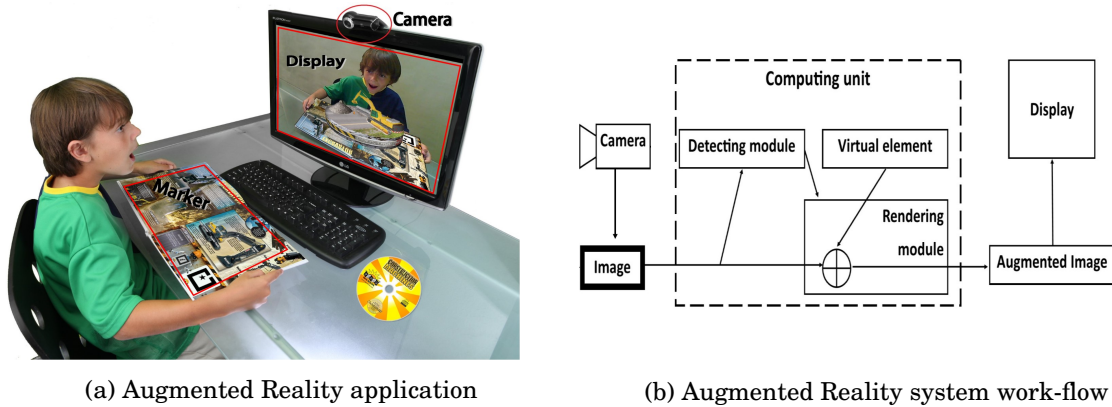 Camera
Display
Marker
LG
(a) Augmented Reality application
Computing unit
Camera
Detecting module
Virtual element
Display
Rendering
module
Image
Augmented Image
(b) Augmented Reality system work-flow